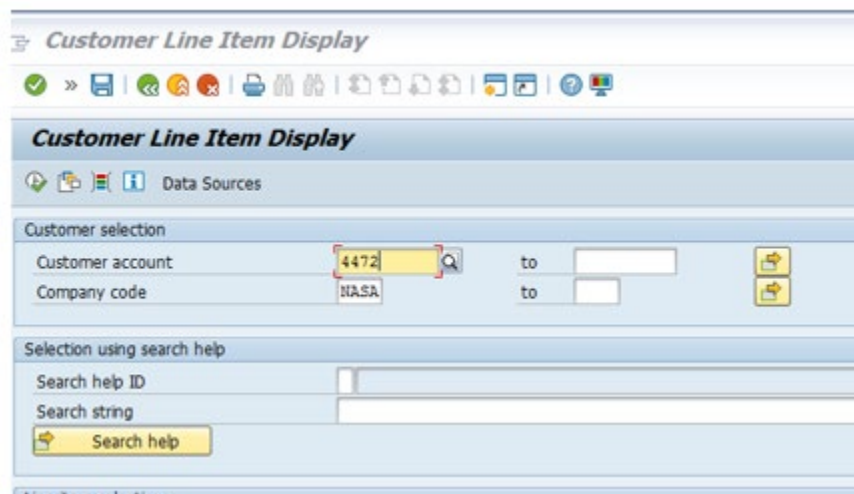 Customer Line Item Display
Customer Line Item Display
Data Sources
Customer selection
Customer account 4472 to
Company code NASA to
Selection using search help
Search help ID
Search string
Search help